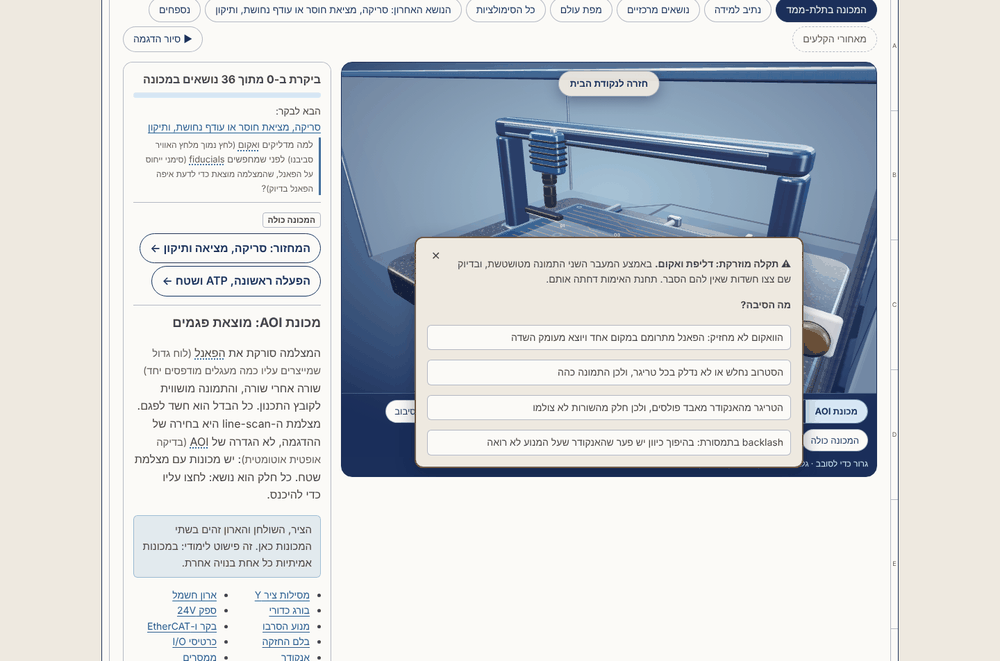 המכונה בתלת-ממד
נתיב למידה
נושאים מרכזיים
מפת עולם
כל הסימולציות
הנושא האחרון: סריקה, מציאת חוסר או עודף נחושת, ותיקון
נספחים
מאחורי הקלעים
▶ סיור הדגמה
חזרה לנקודת הבית
⚠ תקלה מוזרקת: דליפת ואקום. באמצע המעבר השני התמונה מטושטשת, ובדיוק
שם צצו חשדות שאין להם הסבר. תחנת האימות דחתה אותם.
✕
מה הסיבה?
הוואקום לא מחזיק: הפאנל מתרומם במקום אחד ויוצא מעומק השדה
הסטרוב נחלש או לא נדלק בכל טריגר, ולכן התמונה כהה
הטריגר מהאנקודר מאבד פולסים, ולכן חלק מהשורות לא צולמו
backlash בתמסורת: בהיפוך כיוון יש פער שהאנקודר שעל המנוע לא רואה
מכונת AOI
סיבוב
המכונה כולה
גרור כדי לסובב · גל
ביקרת ב-0 מתוך 36 נושאים במכונה
הבא לבקר:
סריקה, מציאת חוסר או עודף נחושת, ותיקון
למה מדליקים ואקום (לחץ נמוך מלחץ האוויר
סביבנו) לפני שמחפשים fiducials (סימני ייחוס
על הפאנל, שהמצלמה מוצאת כדי לדעת איפה
הפאנל בדיוק)?
המכונה כולה
המחזור: סריקה, מציאה ותיקון ←
הפעלה ראשונה, ATP ושטח ←
מכונת AOI: מוצאת פגמים
המצלמה סורקת את הפאנל (לוח גדול
שמייצרים עליו כמה מעגלים מודפסים יחד)
שורה אחרי שורה, והתמונה מושווית
לקובץ התכנון. כל הבדל הוא חשד לפגם.
מצלמת ה-line-scan היא בחירה של
ההדגמה, לא הגדרה של AOI (בדיקה
אופטית אוטומטית): יש מכונות עם מצלמת
שטח. כל חלק הוא נושא: לחצו עליו
כדי להיכנס.
הציר, השולחן והארון זהים בשתי
המכונות כאן. זה פישוט לימודי: במכונות
אמיתיות כל אחת בנויה אחרת.
מסילות ציר Y
בורג כדורי
מנוע הסרבו
בלם החזקה
אנקודר
ארון חשמל
ספק 24V
בקר ו-EtherCAT
כרטיסי I/O
ממסרים
A
B
C
D
E